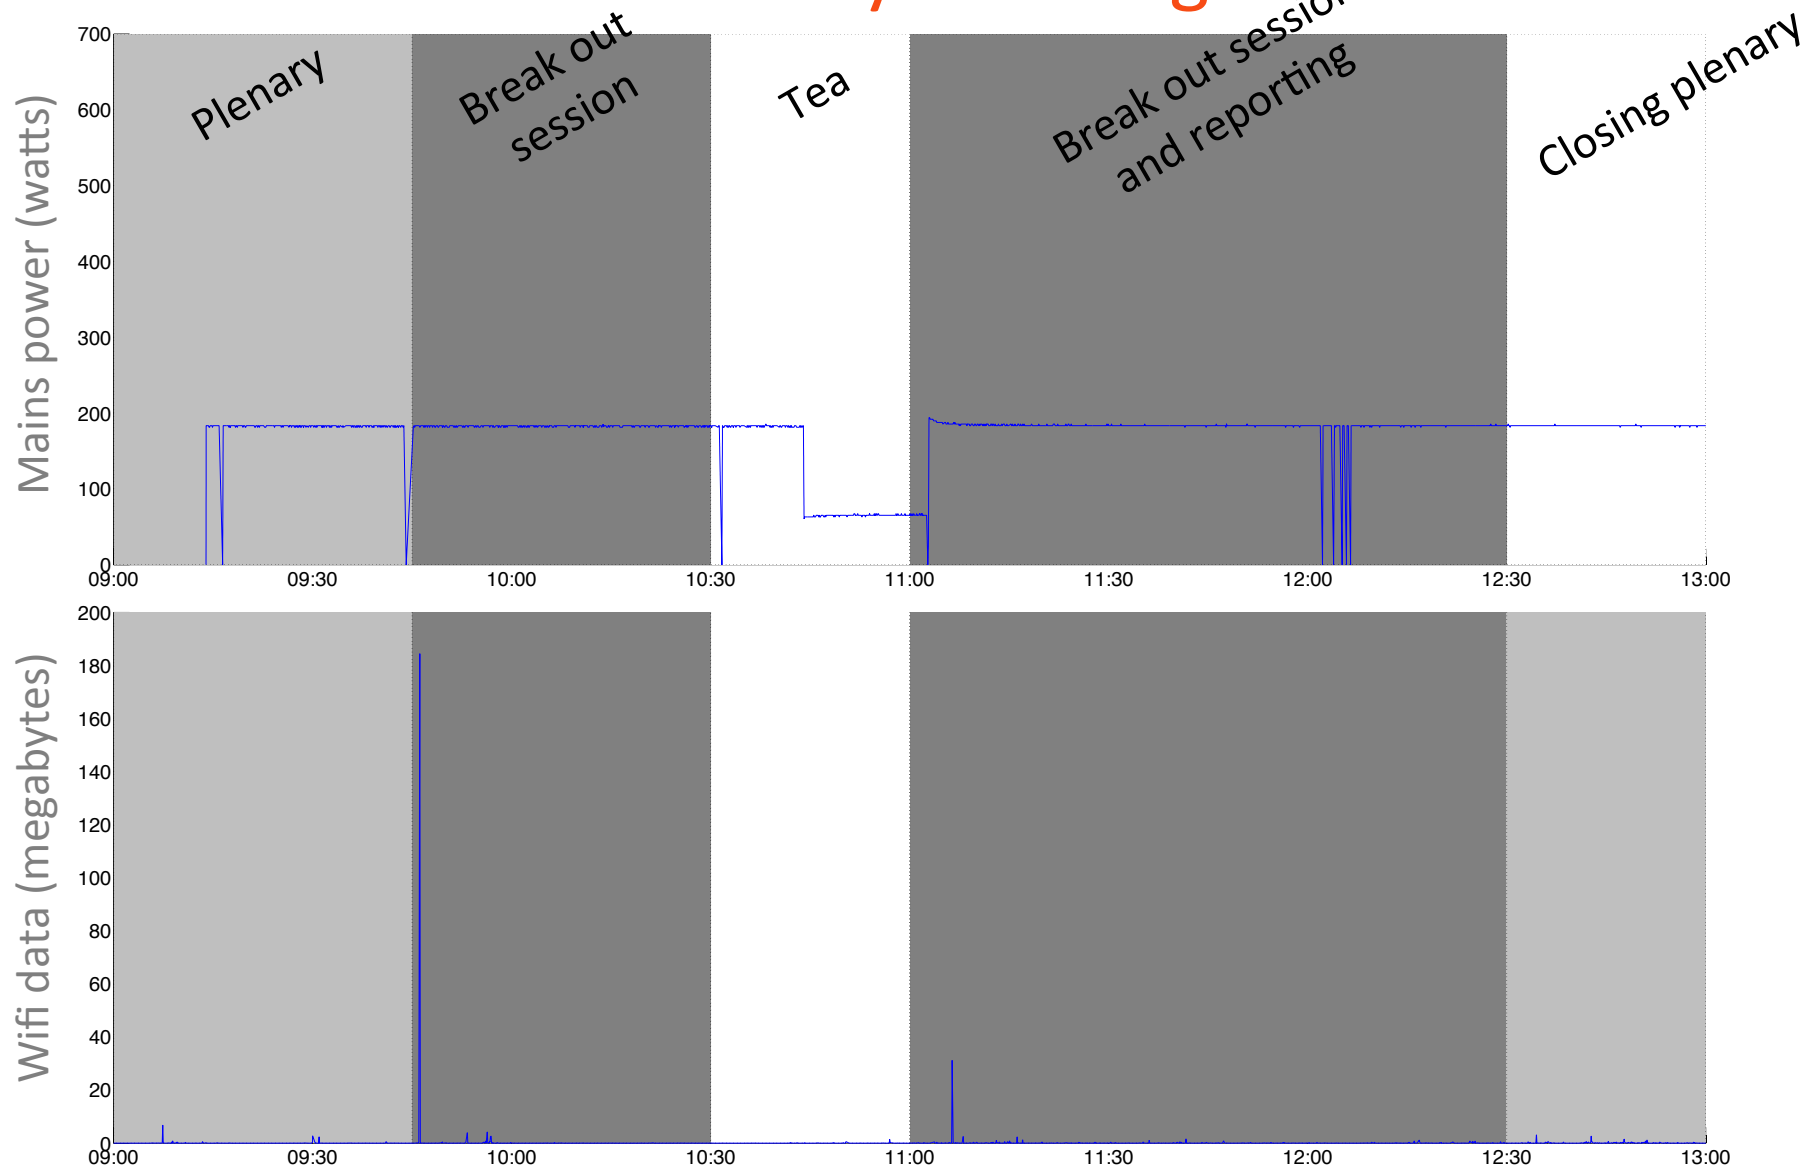 Plenary
Break out
session
Tea
Break out session
and reporting
Closing plenary
Mains power (watts)
700
600
500
400
300
200
100
0
09:00 09:30 10:00 10:30 11:00 11:30 12:00 12:30 13:00
Wifi data (megabytes)
200
180
160
140
120
100
80
60
40
20
0
09:00 09:30 10:00 10:30 11:00 11:30 12:00 12:30 13:00